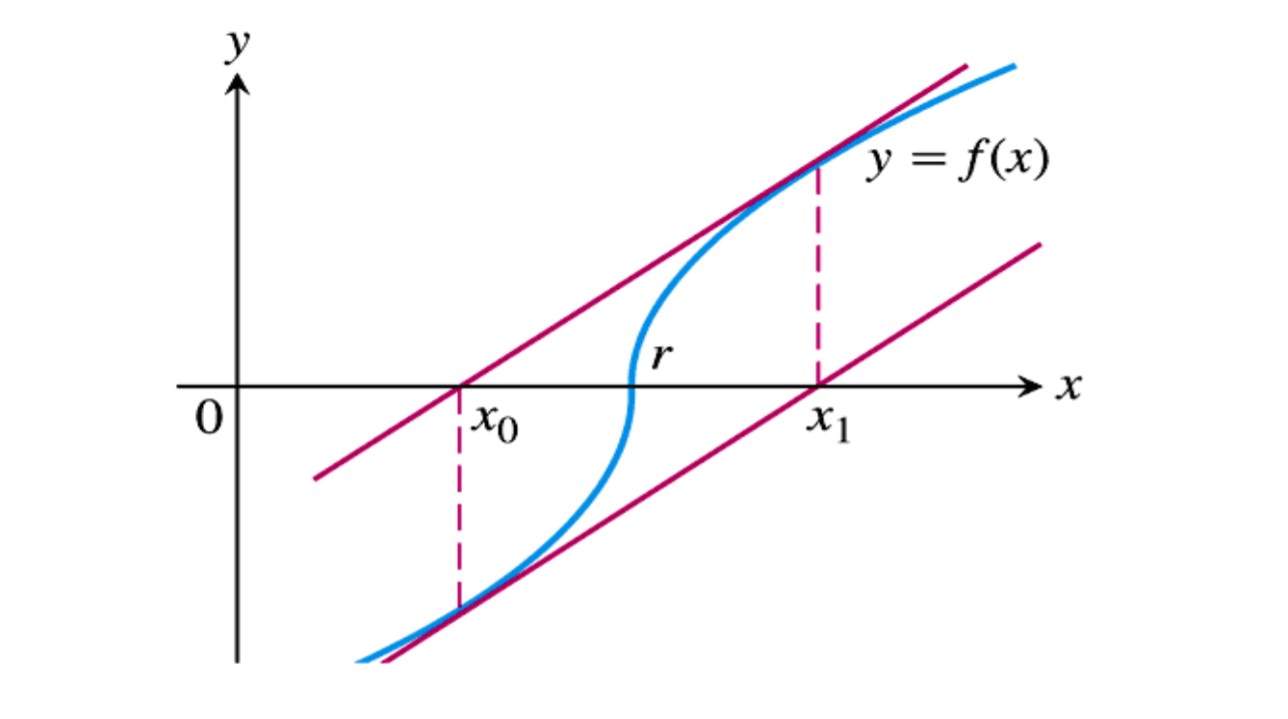 y
y = f(x)
r
x
0
x₀
x₁